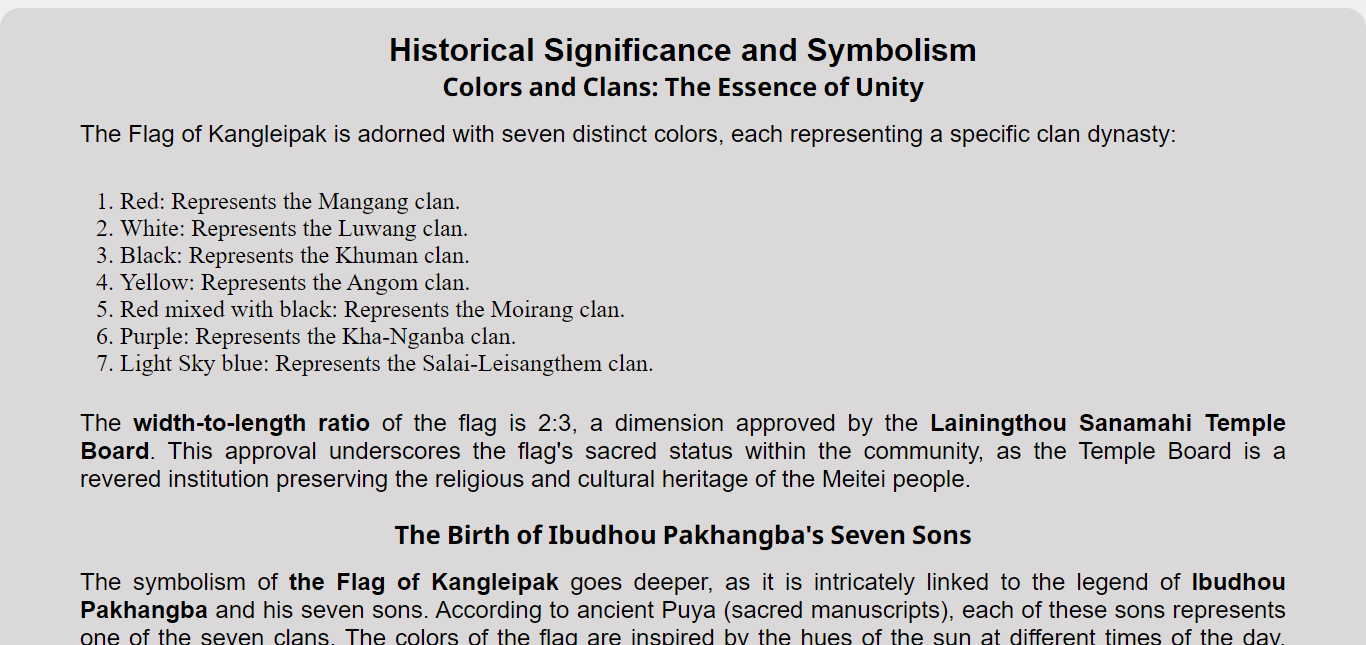 Historical Significance and Symbolism
Colors and Clans: The Essence of Unity
The Flag of Kangleipak is adorned with seven distinct colors, each representing a specific clan dynasty:
1. Red: Represents the Mangang clan.
2. White: Represents the Luwang clan.
3. Black: Represents the Khuman clan.
4. Yellow: Represents the Angom clan.
5. Red mixed with black: Represents the Moirang clan.
6. Purple: Represents the Kha-Nganba clan.
7. Light Sky blue: Represents the Salai-Leisangthem clan.
The width-to-length ratio of the flag is 2:3, a dimension approved by the Lainingthou Sanamahi Temple
Board. This approval underscores the flag's sacred status within the community, as the Temple Board is a
revered institution preserving the religious and cultural heritage of the Meitei people.
The Birth of Ibudhou Pakhangba's Seven Sons
The symbolism of the Flag of Kangleipak goes deeper, as it is intricately linked to the legend of Ibudhou
Pakhangba and his seven sons. According to ancient Puya (sacred manuscripts), each of these sons represents
one of the seven clans. The colors of the flag are inspired by the hues of the sun at different times of the day,